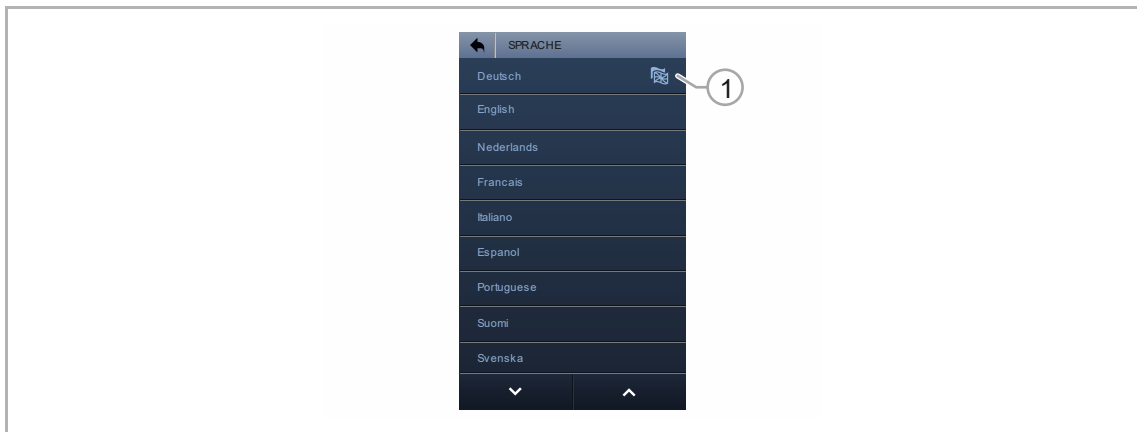 SPRACHE
Deutsch
1
English
Nederlands
Francais
Italiano
Espanol
Portuguese
Suomi
Svenska